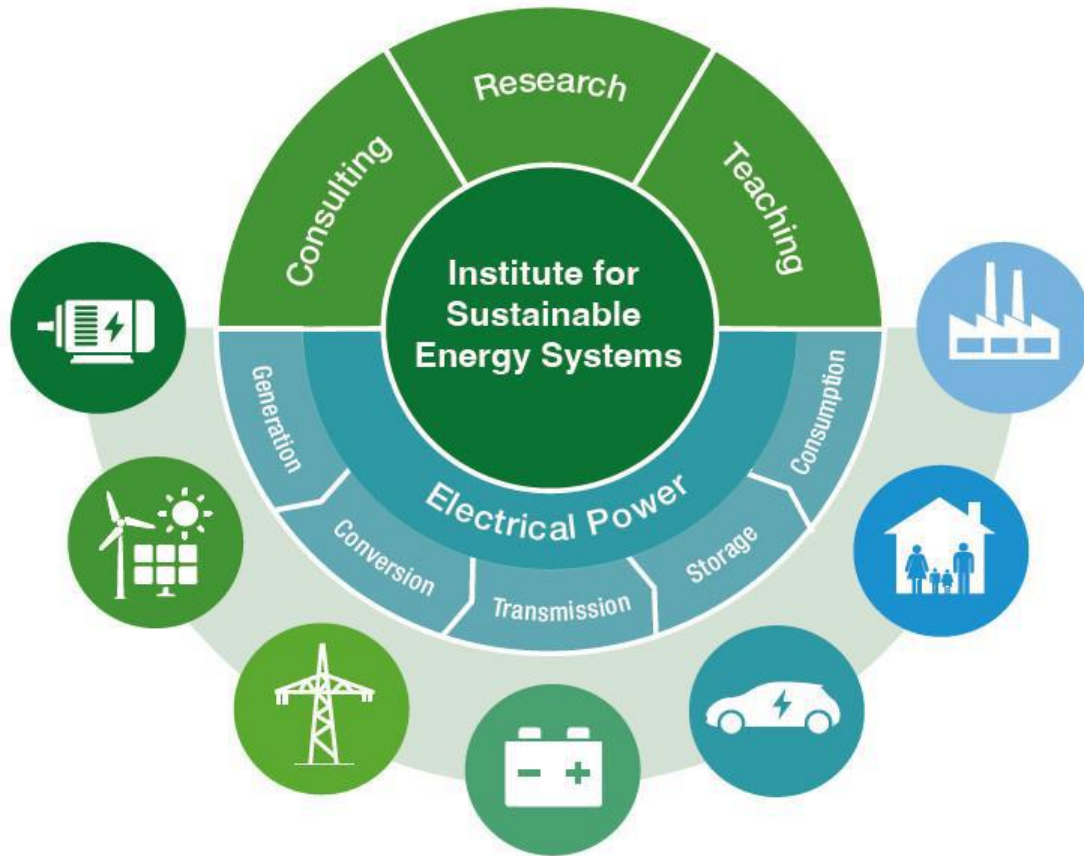 Research
Consulting
Teaching
Institute for
Sustainable
Energy Systems
Electrical Power
Generation
Conversion
Transmission
Storage
Consumption